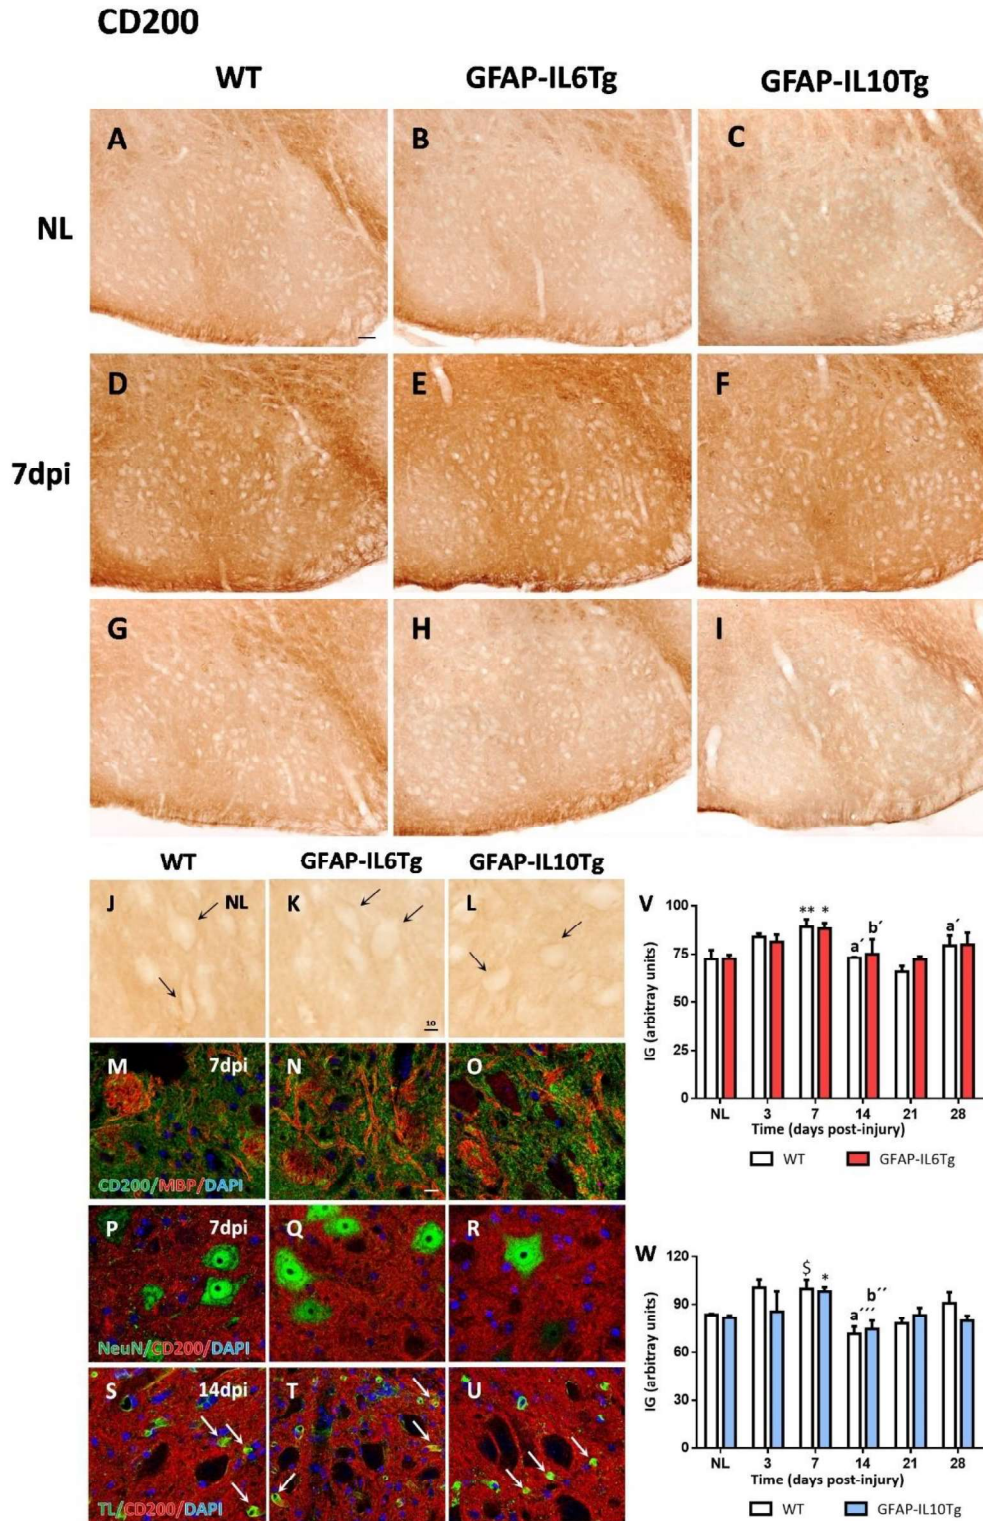 CD200
WT GFAP-IL6Tg GFAP-IL10Tg
NL
A B C
7dpi
D E F
G H I
WT GFAP-IL6Tg GFAP-IL10Tg
J NL K L
10
M 7dpi N O
CD200/MBP/DAPI
P 7dpi Q R
NeuN/CD200/DAPI
S 14dpi T U
TL/CD200/DAPI
V
IG (arbitray units)
100
75
50
25
0
** *
a´ b´
a´
NL 3 7 14 21 28
Time (days post-injury)
WT GFAP-IL6Tg
W
IG (arbitray units)
120
90
60
30
0
$ *
a´´´ b´´
NL 3 7 14 21 28
Time (days post-injury)
WT GFAP-IL10Tg